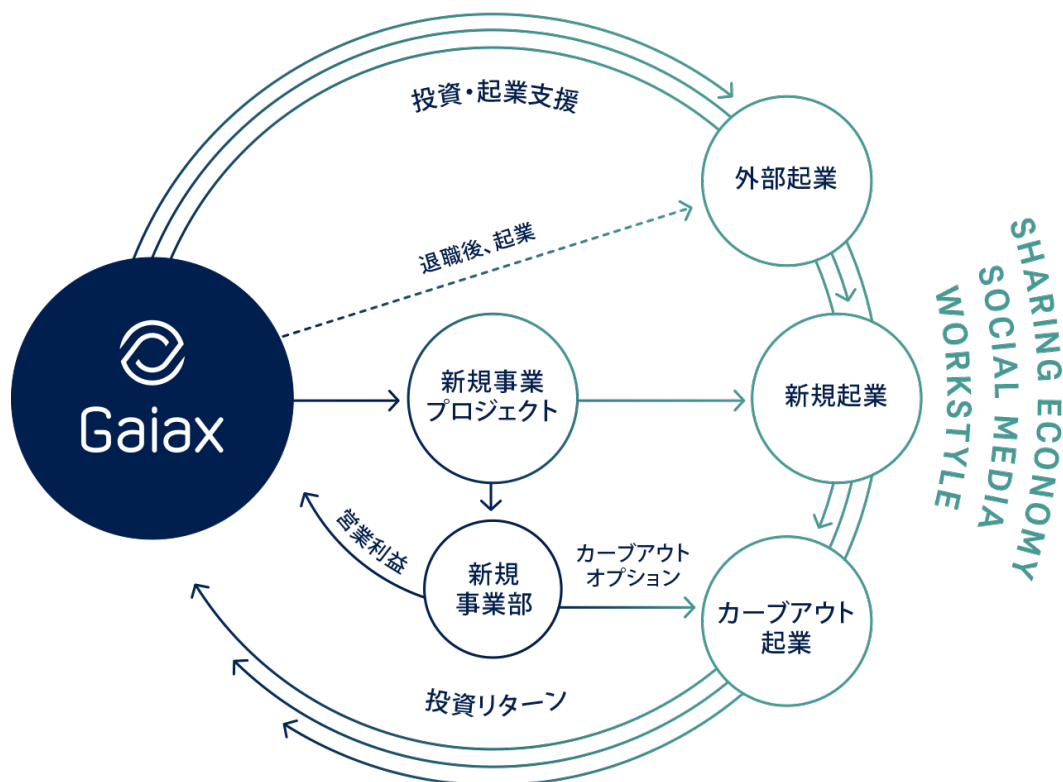 投資・起業支援
外部起業
退職後、起業
Gaiax
新規事業
プロジェクト
新規起業
SHARING ECONOMY
SOCIAL MEDIA
WORKSTYLE
営業利益
新規
事業部
カーブアウト
オプション
カーブアウト
起業
投資リターン